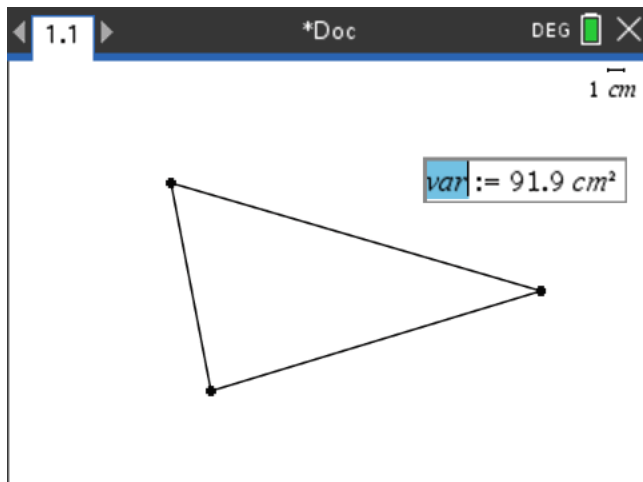 1.1 *Doc DEG
1 cm
var := 91.9 cm²